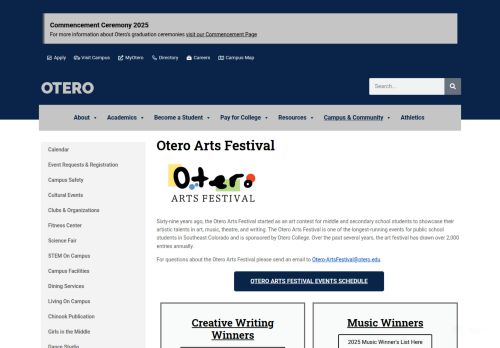 Commencement Ceremony 2025
For more information about Otero's graduation ceremonies visit our Commencement Page
Apply Visit Campus MyOtero Directory Careers Campus Map
OTERO
Search...
About Academics Become a Student Pay for College Resources Campus & Community Athletics
Calendar
Event Requests & Registration
Campus Safety
Cultural Events
Clubs & Organizations
Fitness Center
Science Fair
STEM On Campus
Campus Facilities
Dining Services
Living On Campus
Chinook Publication
Girls in the Middle
Dance Studio
Otero Arts Festival
Otero
ARTS FESTIVAL
Sixty-nine years ago, the Otero Arts Festival started as an art contest for middle and secondary school students to showcase their
artistic talents in art, music, theatre, and writing. The Otero Arts Festival is one of the longest-running events for public school
students in Southeast Colorado and is sponsored by Otero College. Over the past several years, the art festival has drawn over 2,000
entries annually.
For questions about the Otero Arts Festival please send an email to Otero-ArtsFestival@otero.edu.
OTERO ARTS FESTIVAL EVENTS SCHEDULE
Creative Writing
Winners
Music Winners
2025 Music Winner's List Here